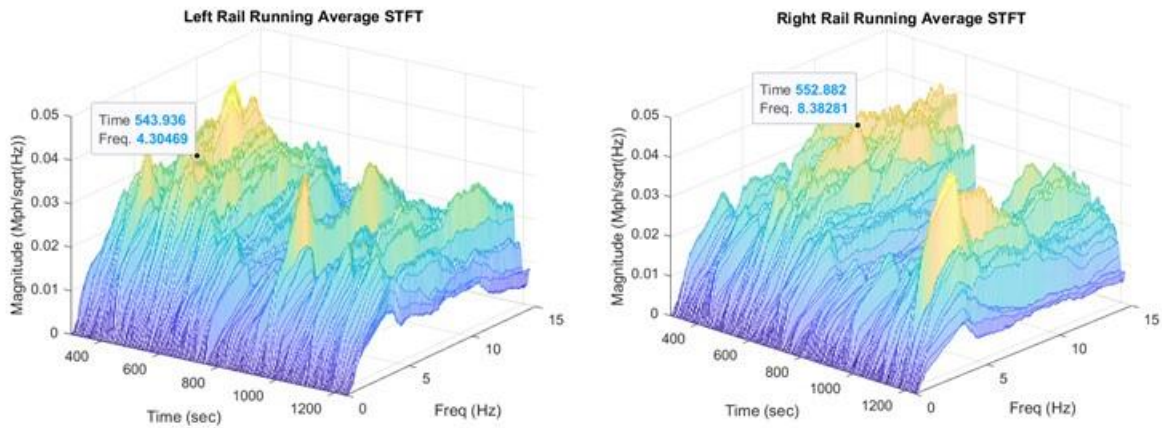 Left Rail Running Average STFT
Time 543.936
Freq. 4.30469
0.05
0.04
0.03
0.02
0.01
0
Magnitude (Mph/sqrt(Hz))
400
600
800
1000
1200
Time (sec)
0
5
10
15
Freq (Hz)
Right Rail Running Average STFT
Time 552.882
Freq. 8.38281
0.05
0.04
0.03
0.02
0.01
0
Magnitude (Mph/sqrt(Hz))
400
600
800
1000
1200
Time (sec)
0
5
10
15
Freq (Hz)